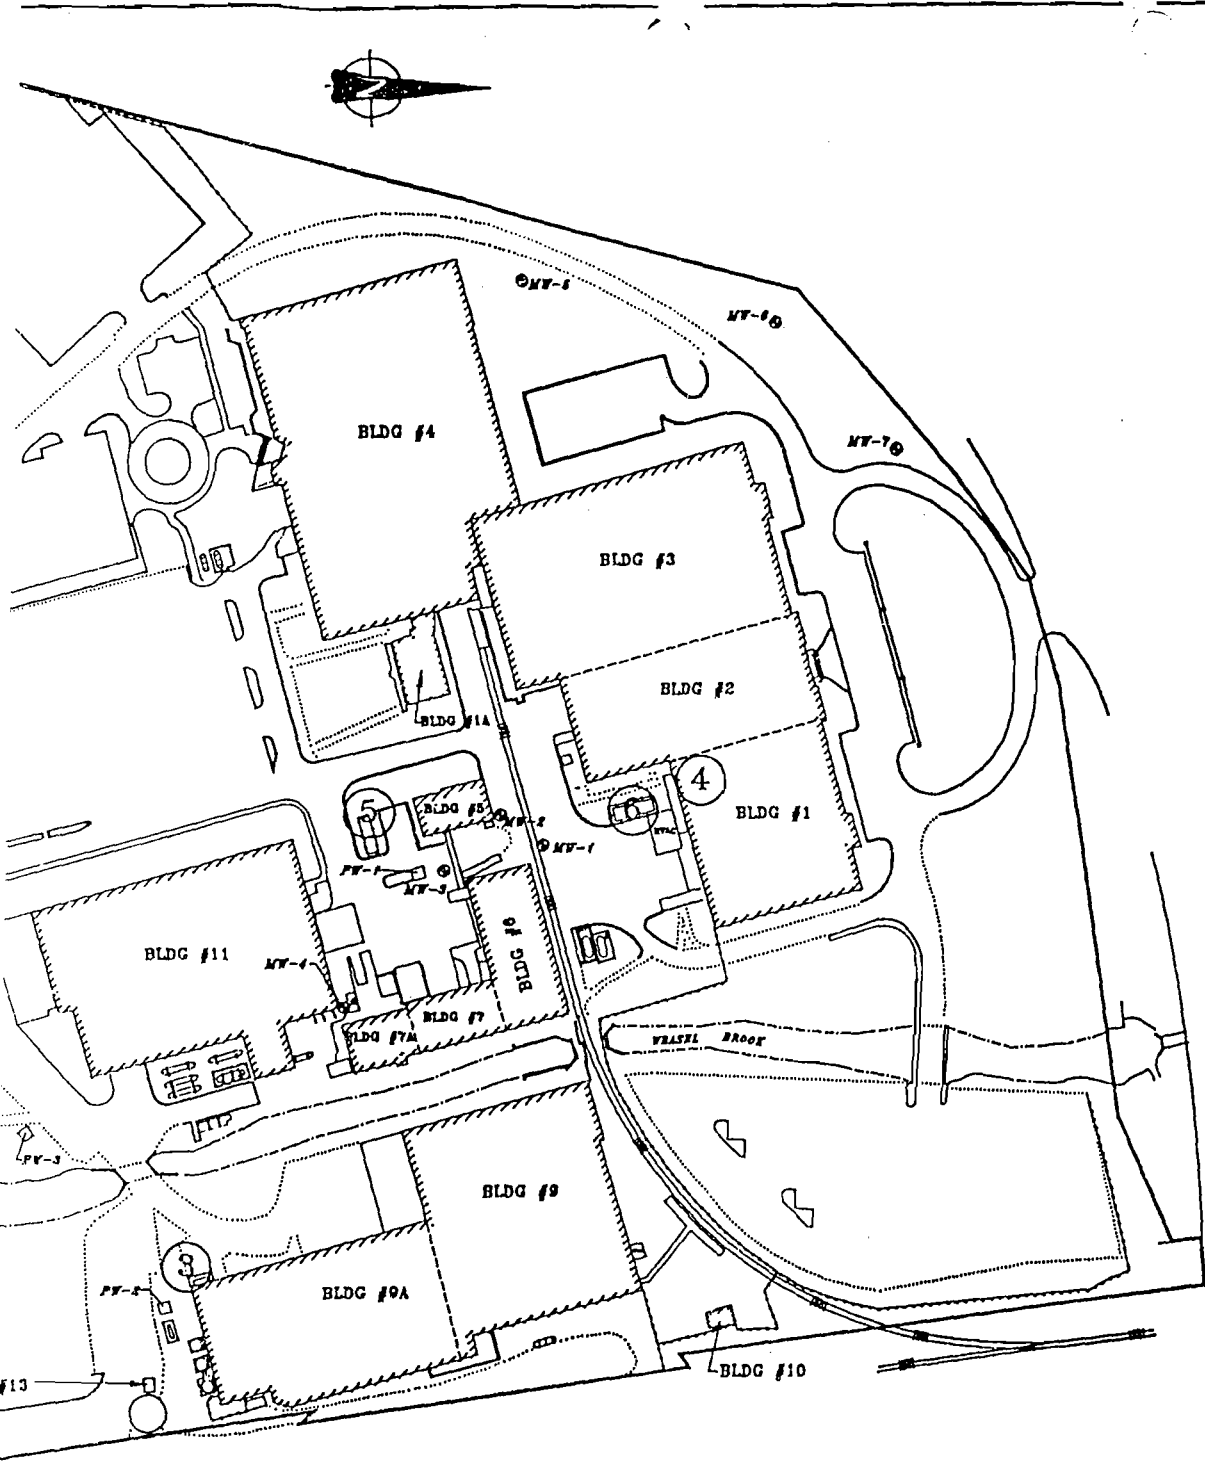 N
MW-5
MW-6
MW-7
BLDG #4
BLDG #3
BLDG #2
BLDG #1A
4
5
6
BLDG #5
BLDG #1
MW-2
HVAC
MW-1
PW-1
MW-3
BLDG #6
BLDG #11
MW-4
BLDG #7
BLDG #7A
WEASEL BROOK
PW-3
BLDG #9
3
PW-2
BLDG #9A
BLDG #10
#13